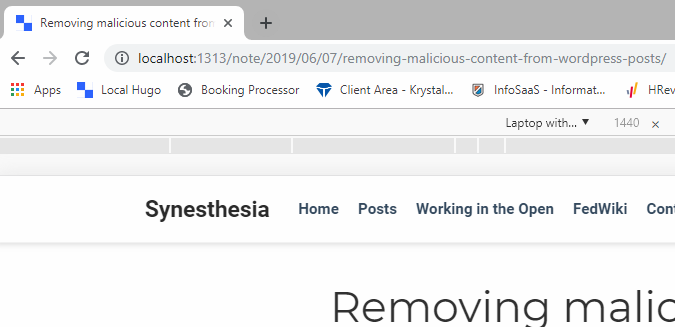 Removing malicious content from
localhost:1313/note/2019/06/07/removing-malicious-content-from-wordpress-posts/
Apps Local Hugo Booking Processor Client Area - Krystal... InfoSaaS - Informat... HRev
Laptop with... ▼ 1440 ×
Synesthesia Home Posts Working in the Open FedWiki Cont
Removing malic